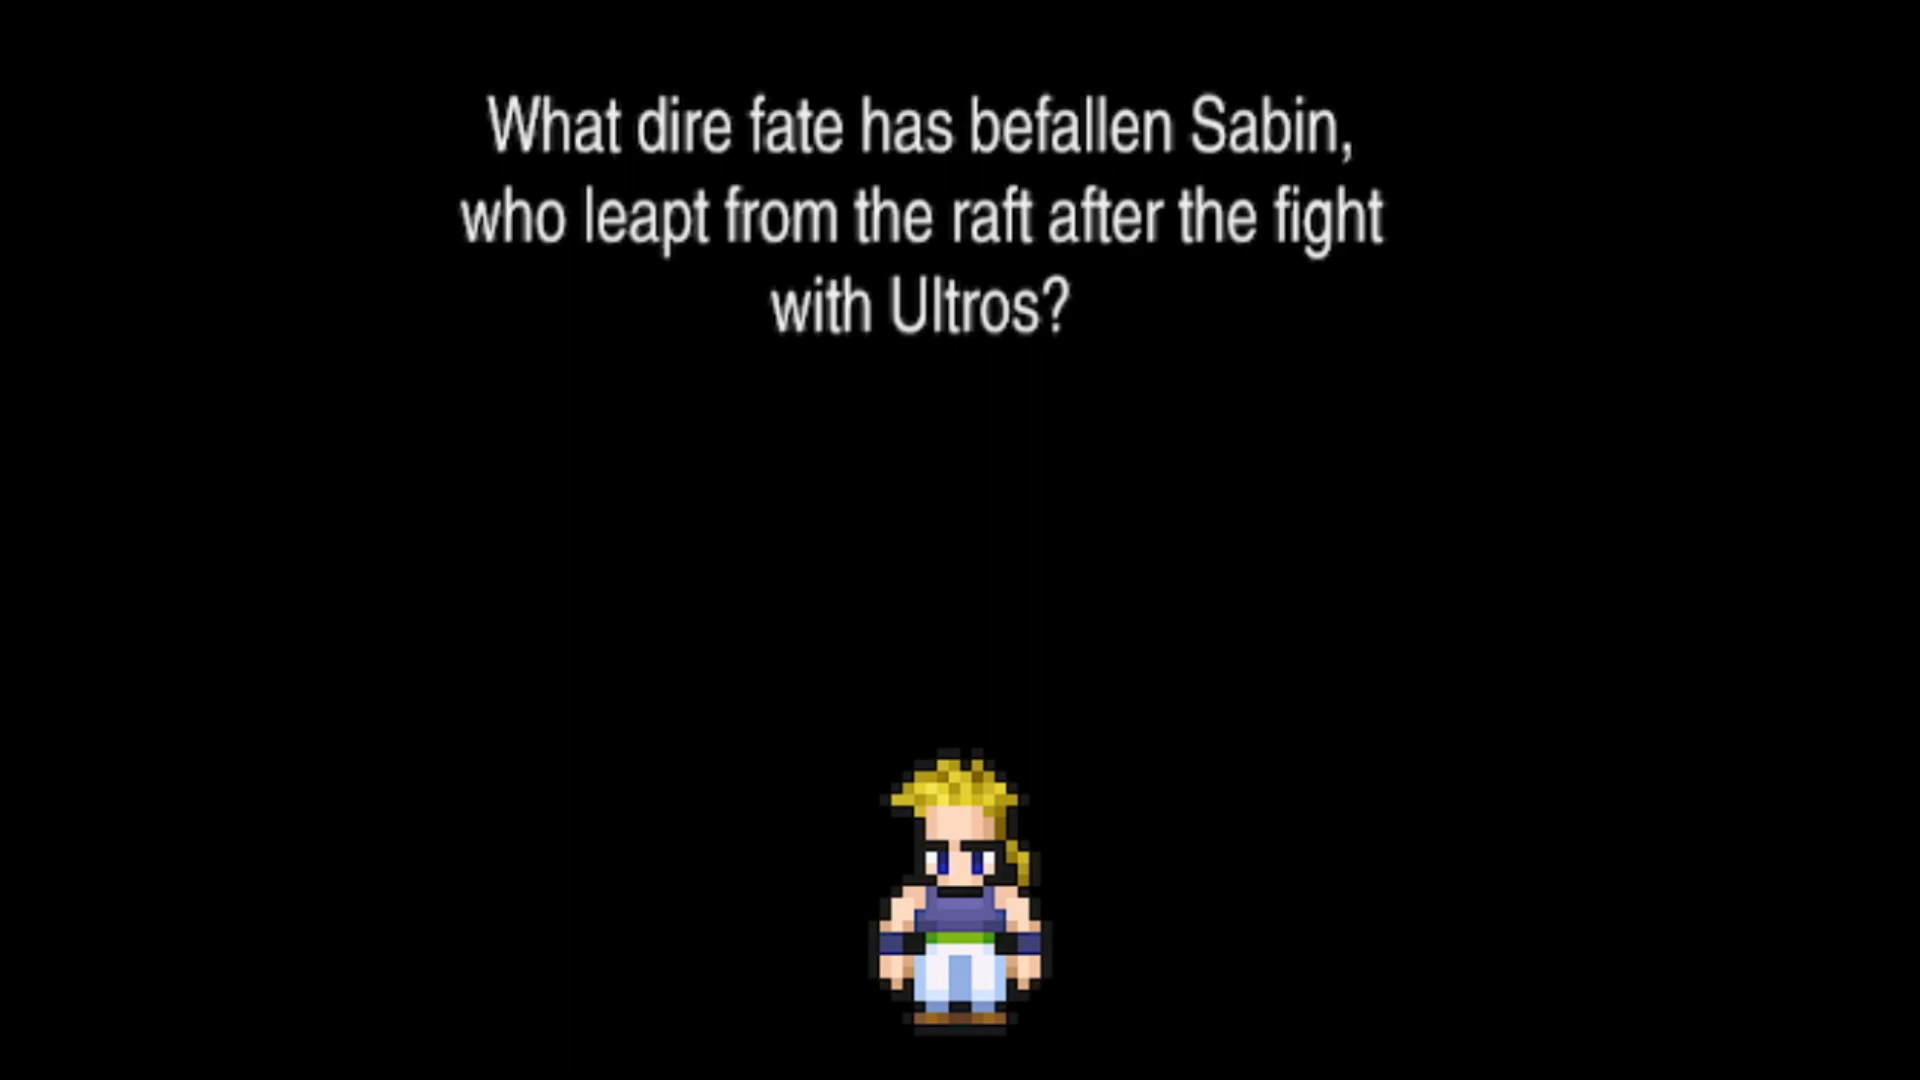 What dire fate has befallen Sabin,
who leapt from the raft after the fight
with Ultros?